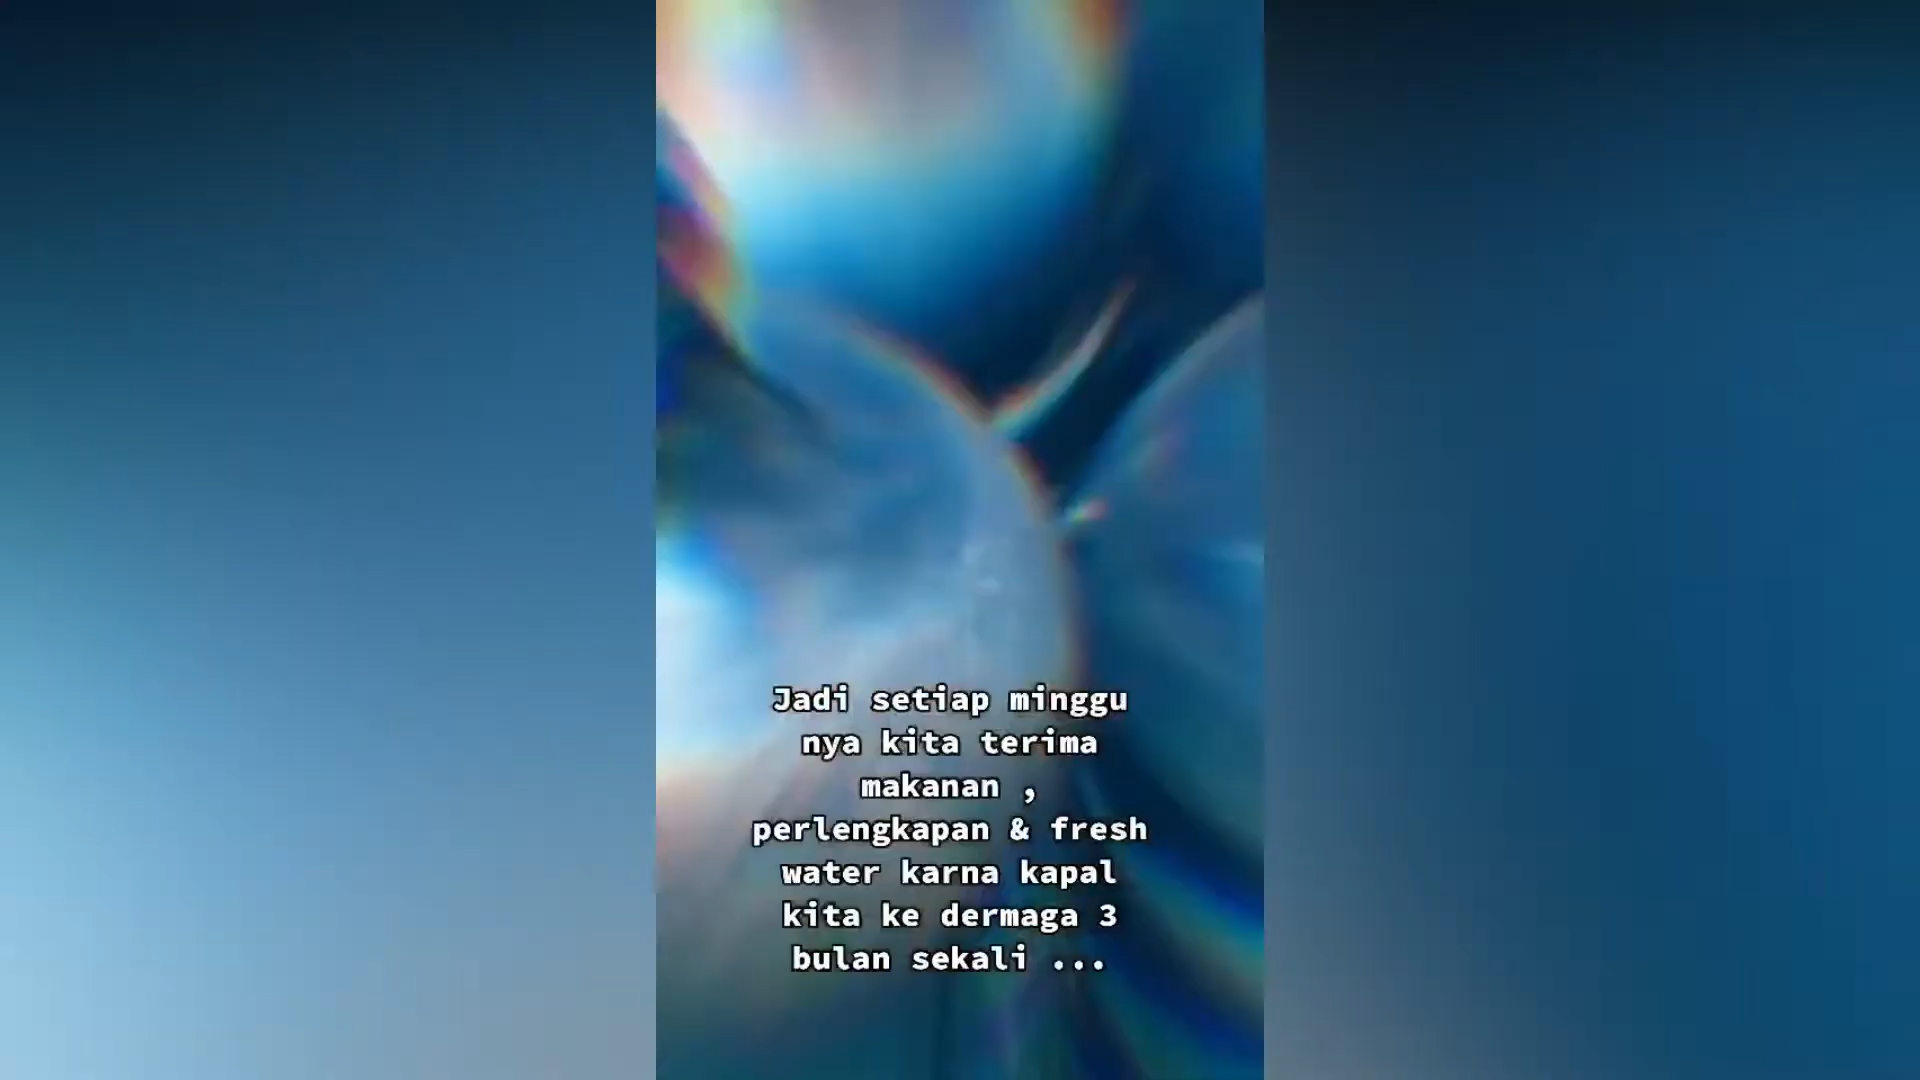 Jadi setiap minggu
nya kita terima
makanan ,
perlengkapan & fresh
water karna kapal
kita ke dermaga 3
bulan sekali ...